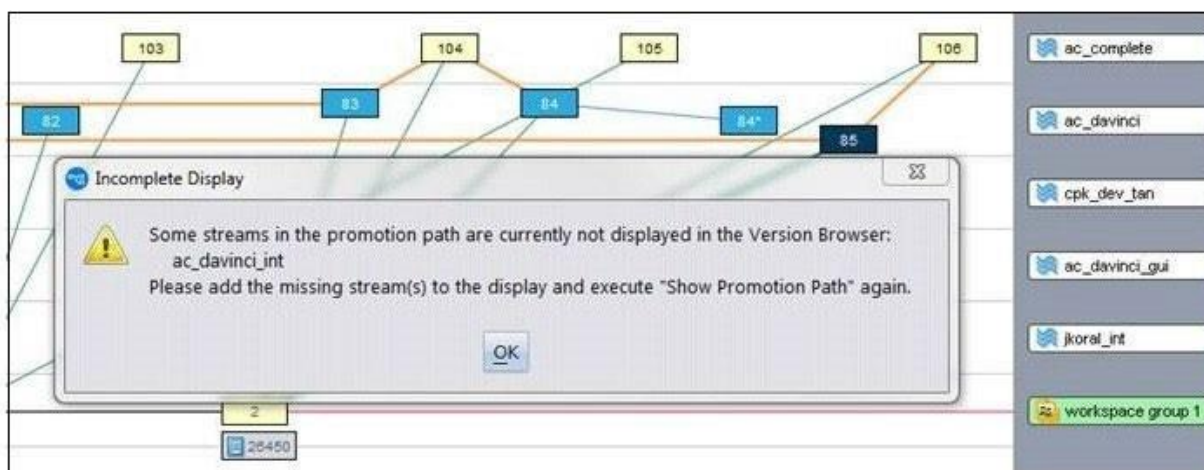 103
104
105
106
ac_complete
83
84
82
84*
ac_davinci
85
Incomplete Display
cpk_dev_tan
Some streams in the promotion path are currently not displayed in the Version Browser:
ac_davinci_int
ac_davinci_gui
Please add the missing stream(s) to the display and execute "Show Promotion Path" again.
jkoral_int
OK
2
workspace group 1
26450